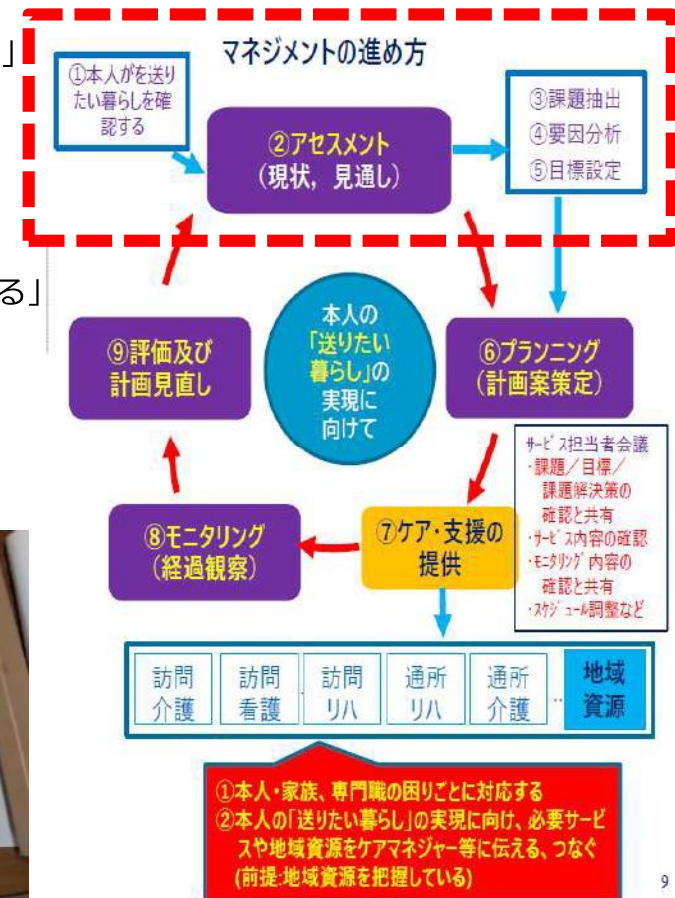 」
マネジメントの進め方
①本人がを送り
たい暮らしを確
認する
②アセスメント
(現状，見通し)
③課題抽出
④要因分析
⑤目標設定
る」
本人の
「送りたい
暮らし」の
実現に
向けて
⑨評価及び
計画見直し
⑥プランニング
(計画案策定)
サービス担当者会議
・課題／目標／
課題解決策の
確認と共有
・サービス内容の確認
・モニタリング内容の
確認と共有
・スケジュール調整など
⑧モニタリング
(経過観察)
⑦ケア・支援の
提供
訪問
介護
訪問
看護
訪問
リハ
通所
リハ
通所
介護
‥
地域
資源
①本人・家族、専門職の困りごとに対応する
②本人の「送りたい暮らし」の実現に向け、必要サービ
スや地域資源をケアマネジャー等に伝える、つなぐ
(前提:地域資源を把握している)
9